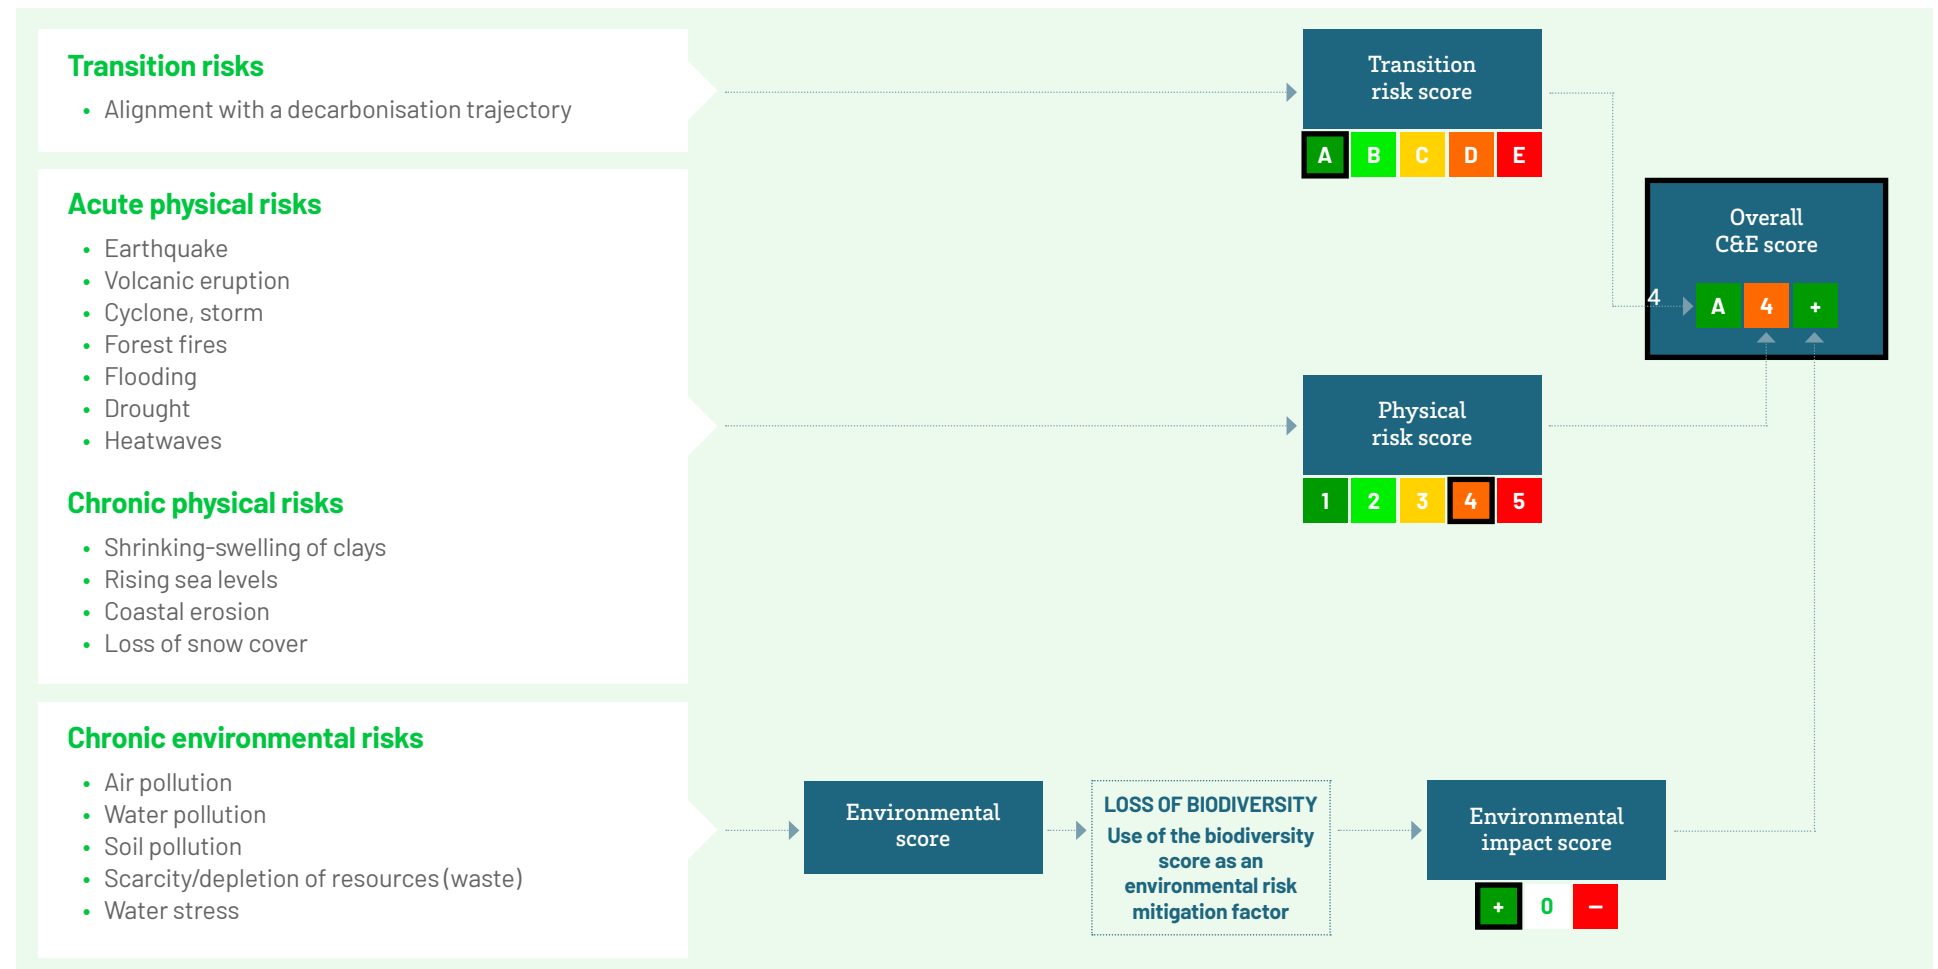 Transition risks
• Alignment with a decarbonisation trajectory
Acute physical risks
• Earthquake
• Volcanic eruption
• Cyclone, storm
• Forest fires
• Flooding
• Drought
• Heatwaves
Chronic physical risks
• Shrinking-swelling of clays
• Rising sea levels
• Coastal erosion
• Loss of snow cover
Chronic environmental risks
• Air pollution
• Water pollution
• Soil pollution
• Scarcity/depletion of resources (waste)
• Water stress
Environmental
score
LOSS OF BIODIVERSITY
Use of the biodiversity
score as an
environmental risk
mitigation factor
Transition
risk score
A B C D E
Physical
risk score
1 2 3 4 5
Environmental
impact score
+ 0 –
Overall
C&E score
4
A 4 +